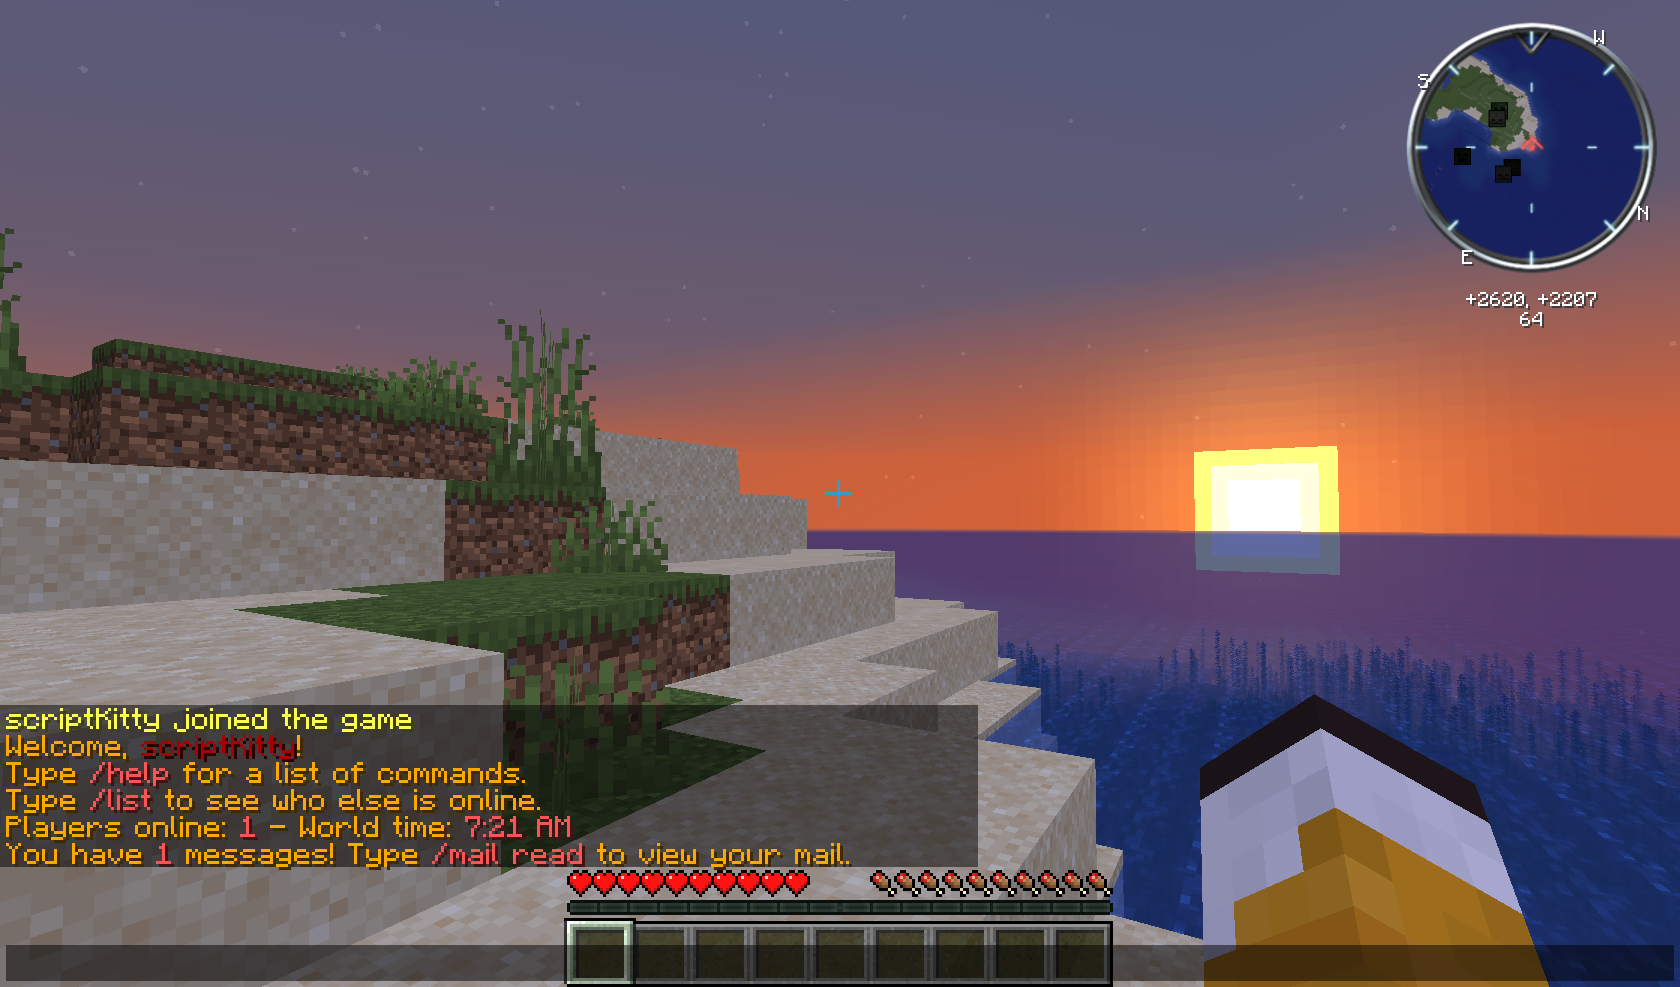 W
S
N
E
+2620, +2207
64
scriptKitty joined the game
Welcome, scriptKitty!
Type /help for a list of commands.
Type /list to see who else is online.
Players online: 1 - World time: 7:21 AM
You have 1 messages! Type /mail read to view your mail.